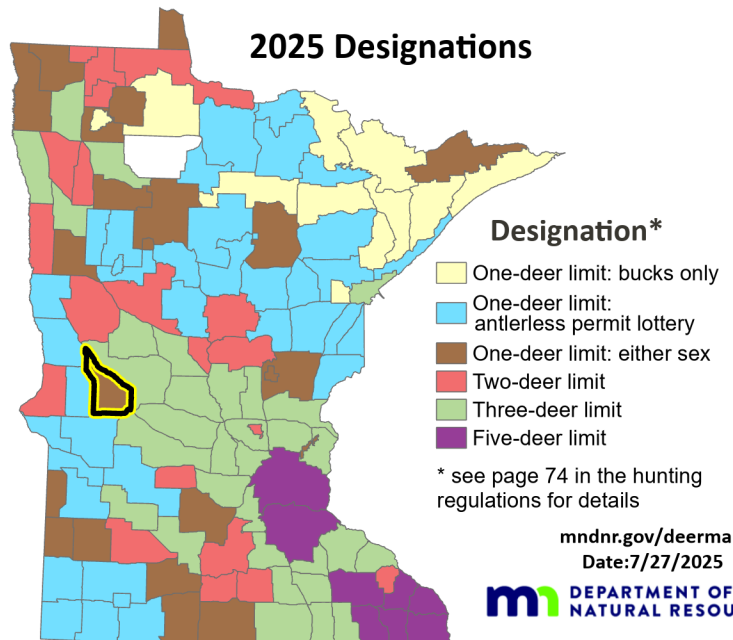 2025 Designations
Designation*
One-deer limit: bucks only
One-deer limit:
antlerless permit lottery
One-deer limit: either sex
Two-deer limit
Three-deer limit
Five-deer limit
* see page 74 in the hunting
regulations for details
mndnr.gov/deerma
Date:7/27/2025
mn DEPARTMENT OF
NATURAL RESOU